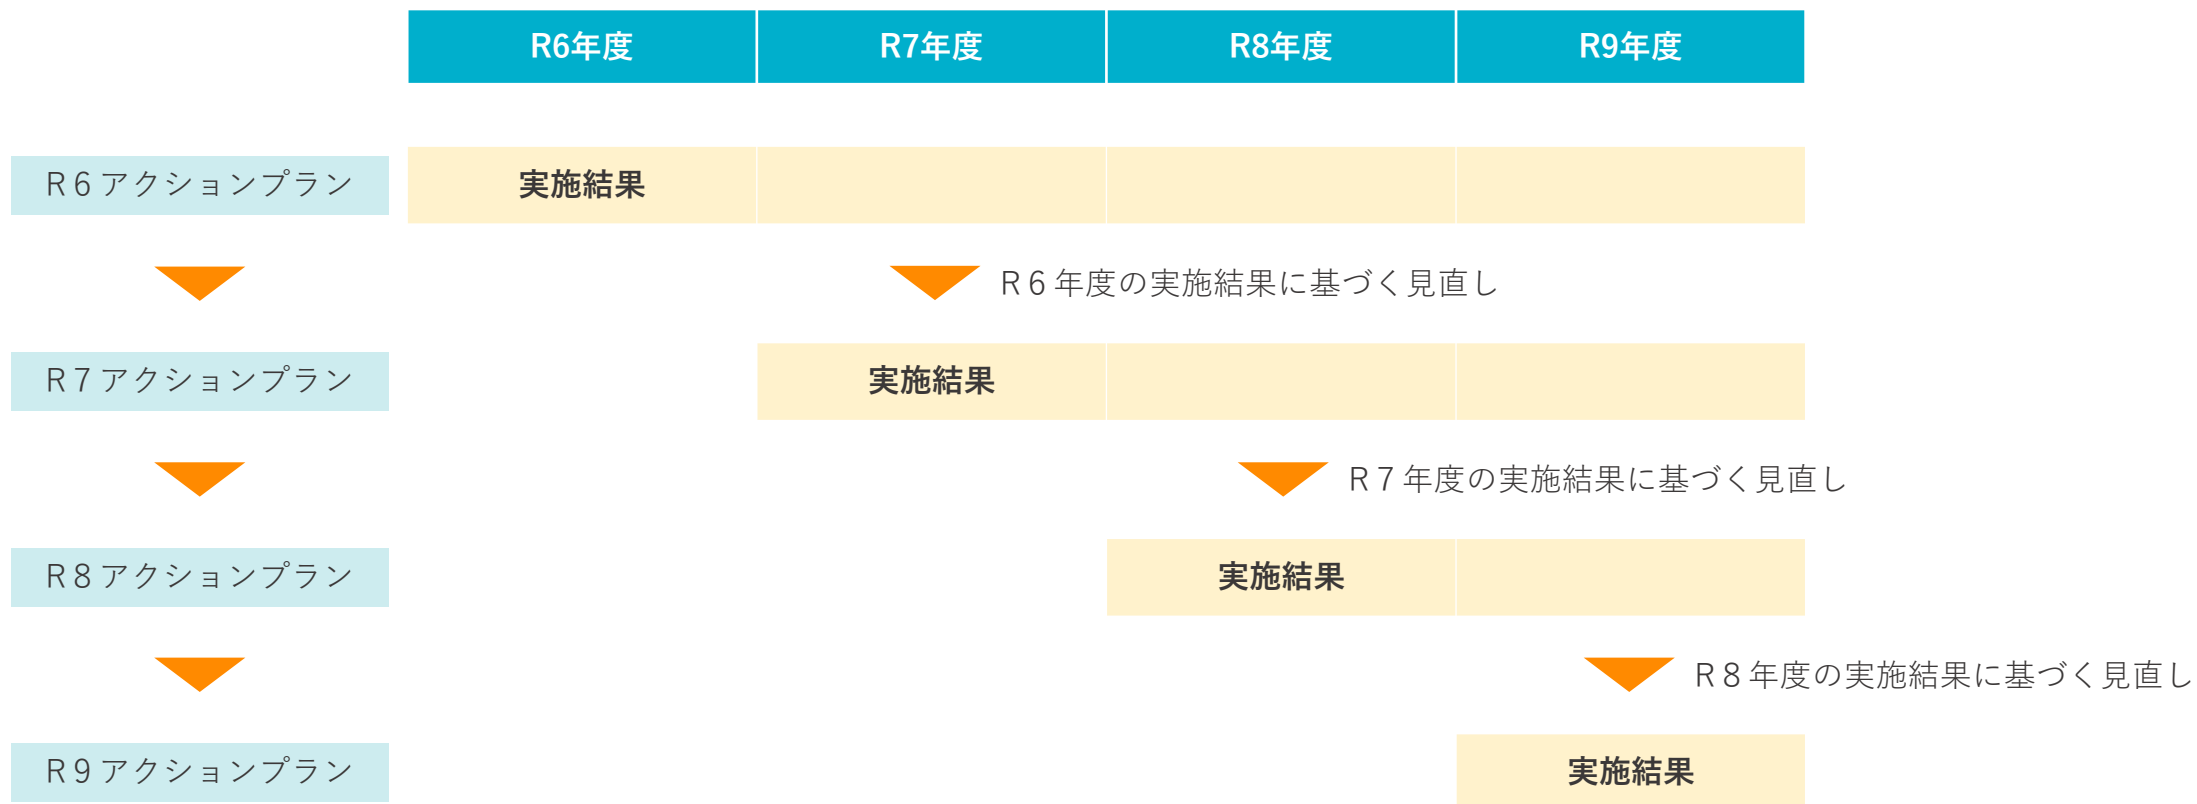 R6年度 R7年度 R8年度 R9年度
R6アクションプラン 実施結果
R6年度の実施結果に基づく見直し
R7アクションプラン 実施結果
R7年度の実施結果に基づく見直し
R8アクションプラン 実施結果
R8年度の実施結果に基づく見直し
R9アクションプラン 実施結果